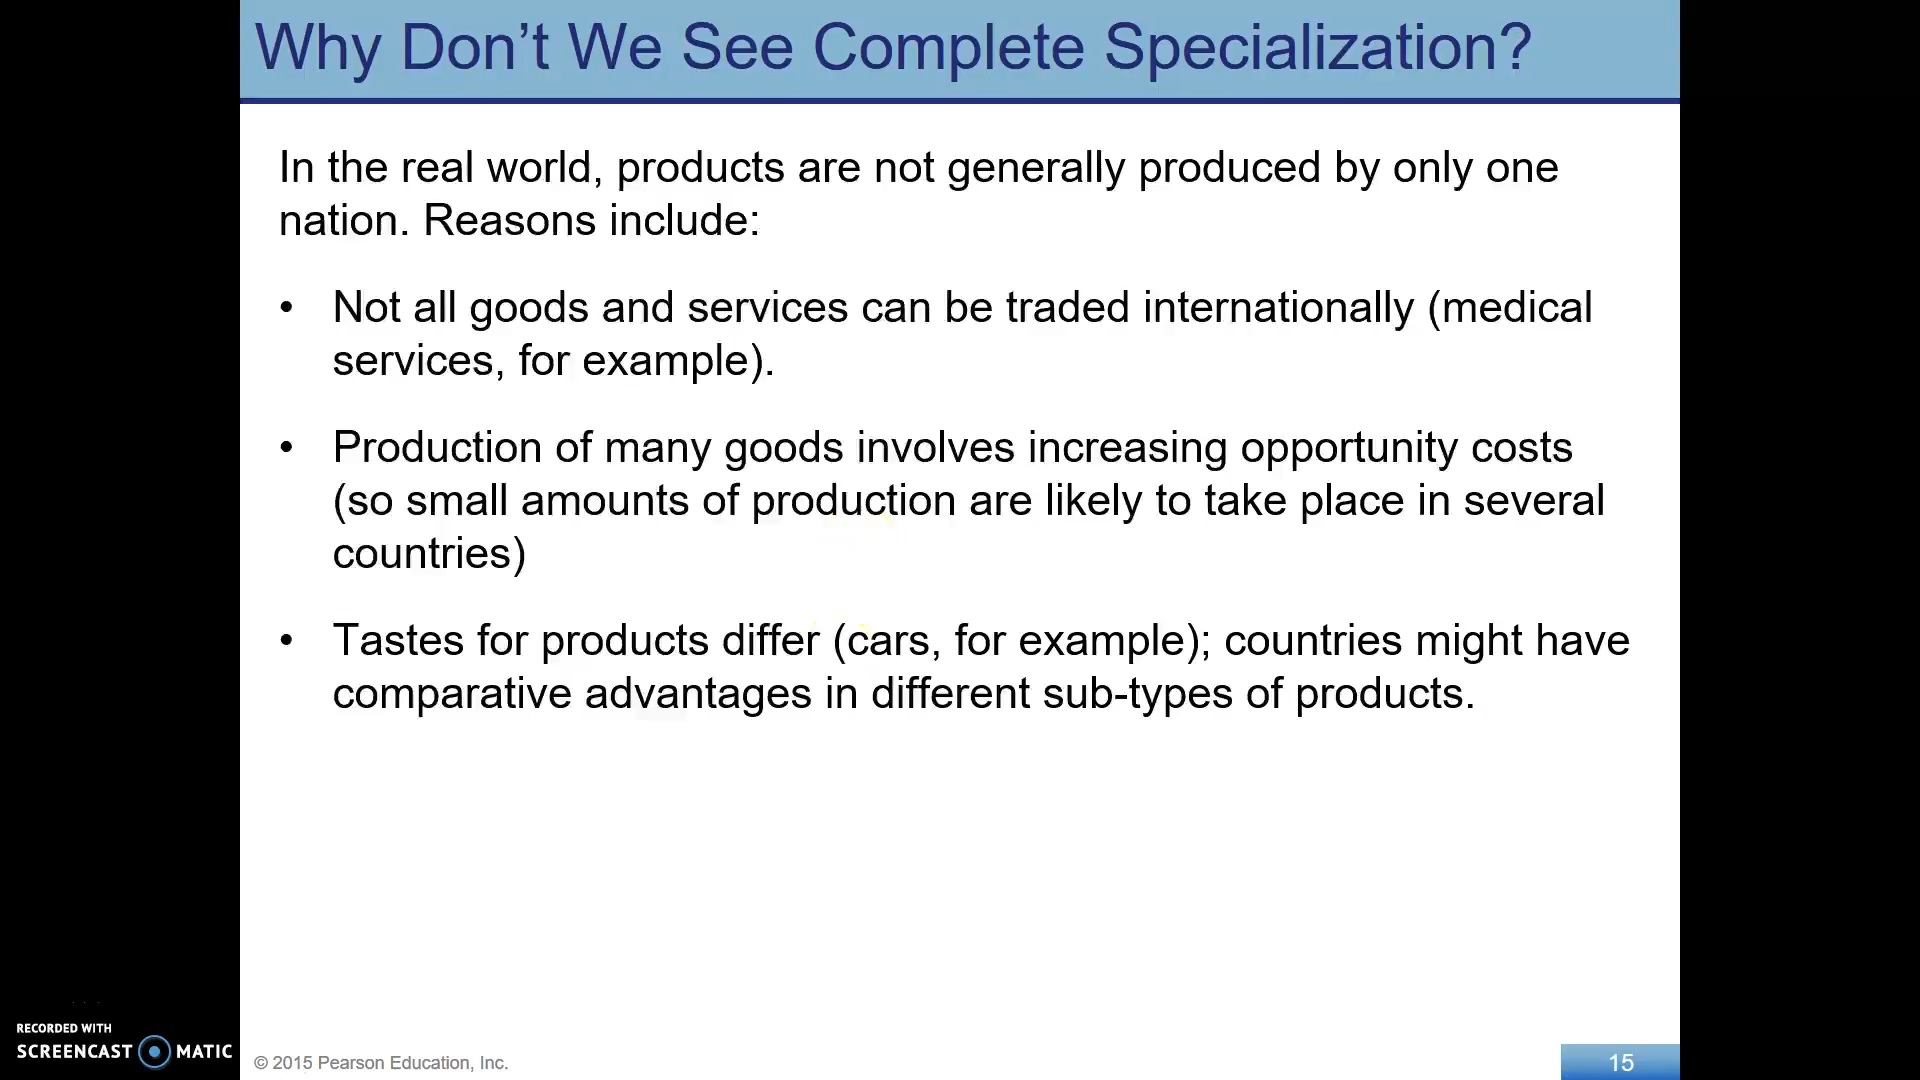 Why Don’t We See Complete Specialization?
In the real world, products are not generally produced by only one
nation. Reasons include:
• Not all goods and services can be traded internationally (medical
services, for example).
• Production of many goods involves increasing opportunity costs
(so small amounts of production are likely to take place in several
countries)
• Tastes for products differ (cars, for example); countries might have
comparative advantages in different sub-types of products.
RECORDED WITH
SCREENCAST MATIC
© 2015 Pearson Education, Inc.
15